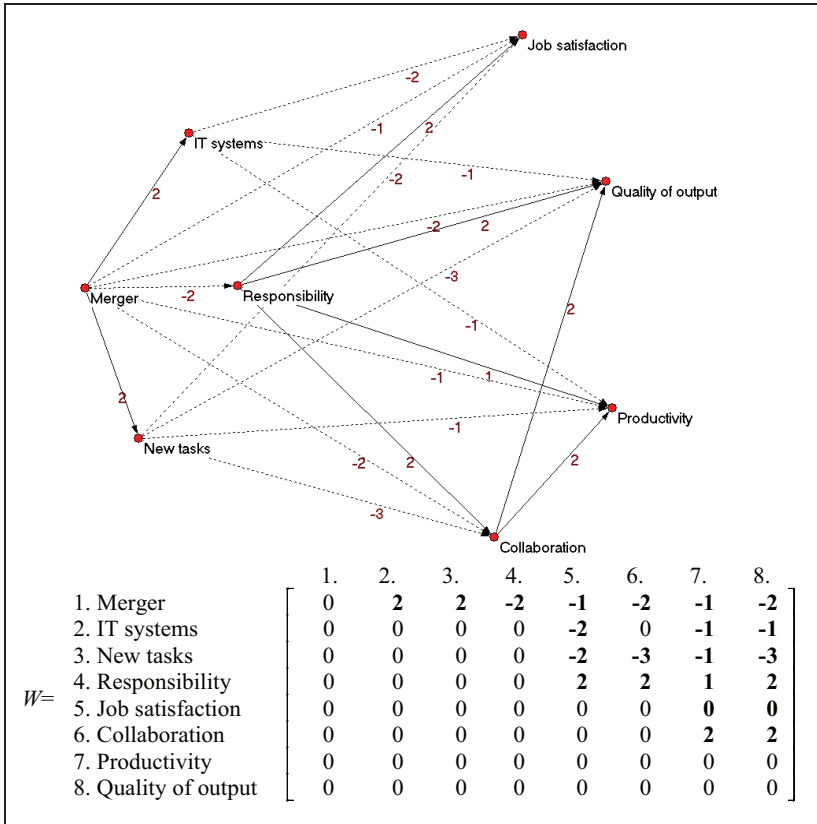 Job satisfaction
-2
-1
2
IT systems
-2
-1
Quality of output
2
-2
2
-3
Merger
-2
Responsibility
2
-1
-1
1
2
-1
Productivity
New tasks
-2
2
2
-3
Collaboration
1. 2. 3. 4. 5. 6. 7. 8.
1. Merger 0 2 2 -2 -1 -2 -1 -2
2. IT systems 0 0 0 0 -2 0 -1 -1
3. New tasks 0 0 0 0 -2 -3 -1 -3
4. Responsibility 0 0 0 0 2 2 1 2
W= 5. Job satisfaction 0 0 0 0 0 0 0 0
6. Collaboration 0 0 0 0 0 0 2 2
7. Productivity 0 0 0 0 0 0 0 0
8. Quality of output 0 0 0 0 0 0 0 0